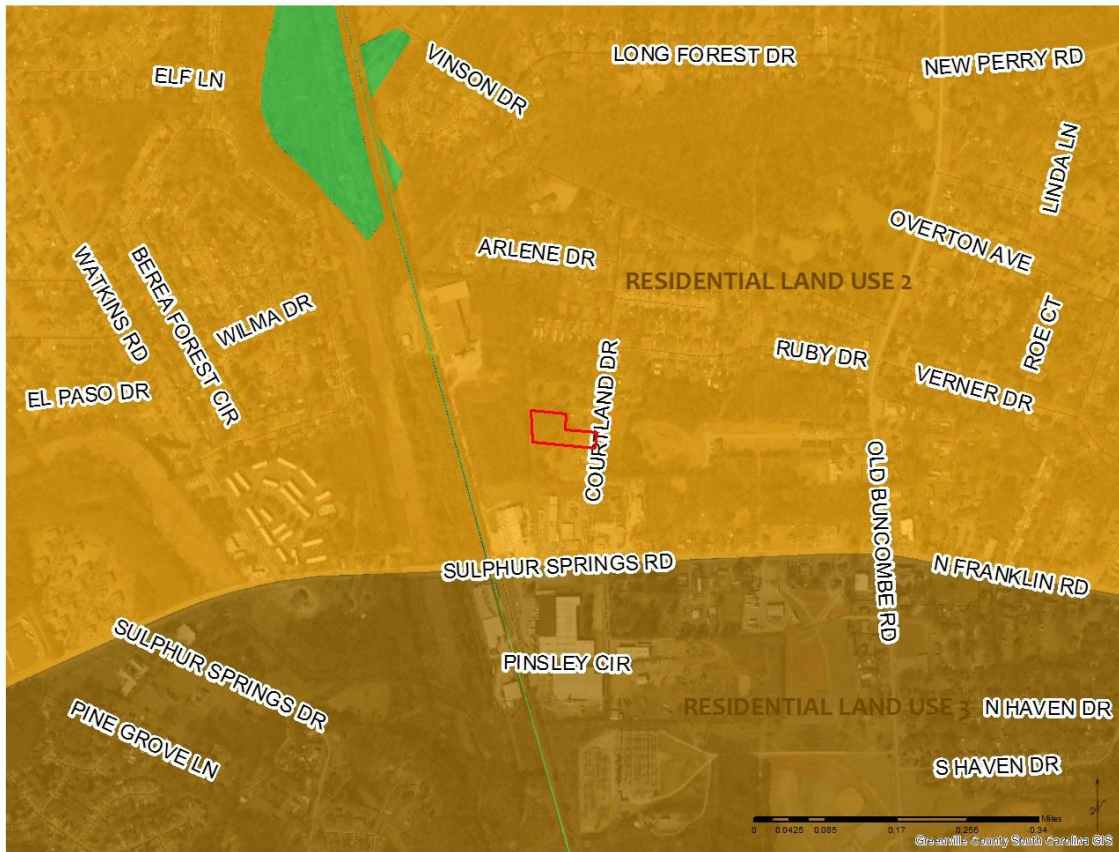 LONG FOREST DR
NEW PERRY RD
ELF LN
VINSON DR
LINDA LN
OVERTON AVE
ARLENE DR
RESIDENTIAL LAND USE 2
WATKINS RD
BEREA FOREST CIR
WILMA DR
ROE CT
RUBY DR
VERNER DR
EL PASO DR
COURTLAND DR
OLD BUNCOMBE RD
SULPHUR SPRINGS RD
N FRANKLIN RD
SULPHUR SPRINGS DR
PINSLEY CIR
PINE GROVE LN
RESIDENTIAL LAND USE 3
N HAVEN DR
S HAVEN DR
N
Miles
0 0.0425 0.085 0.17 0.255 0.34
Greenville County South Carolina GIS